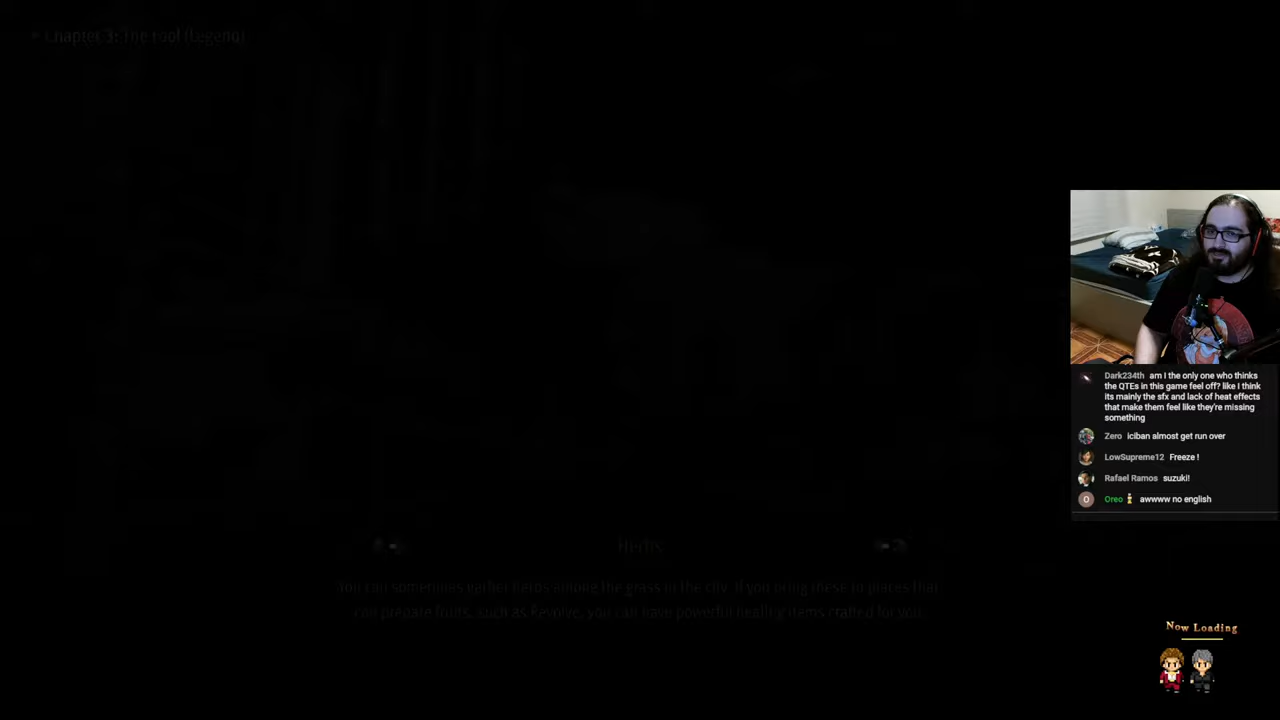 Chapter 3: The Fool (Legend)
Dark234th am I the only one who thinks
the QTEs in this game feel off? like I think
its mainly the sfx and lack of heat effects
that make them feel like they're missing
something
Zero iciban almost get run over
LowSupreme12 Freeze !
Rafael Ramos suzuki!
Oreo awwww no english
Herbs
You can sometimes gather herbs among the grass in the city. If you bring these to places that
can prepare fruits, such as Revolve, you can have powerful healing items crafted for you.
Now Loading